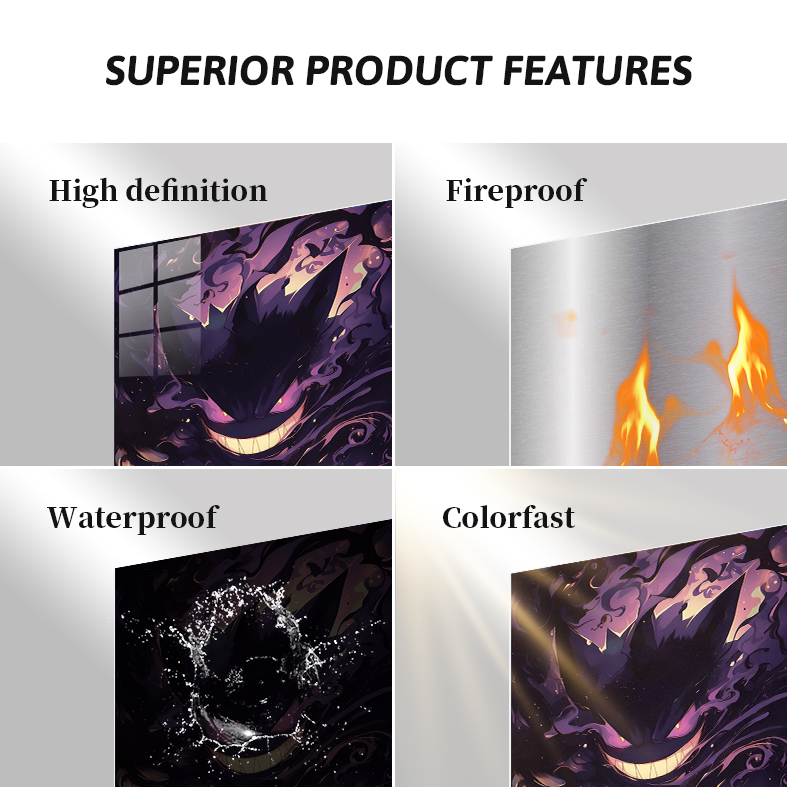 SUPERIOR PRODUCT FEATURES
High definition
Fireproof
Waterproof
Colorfast